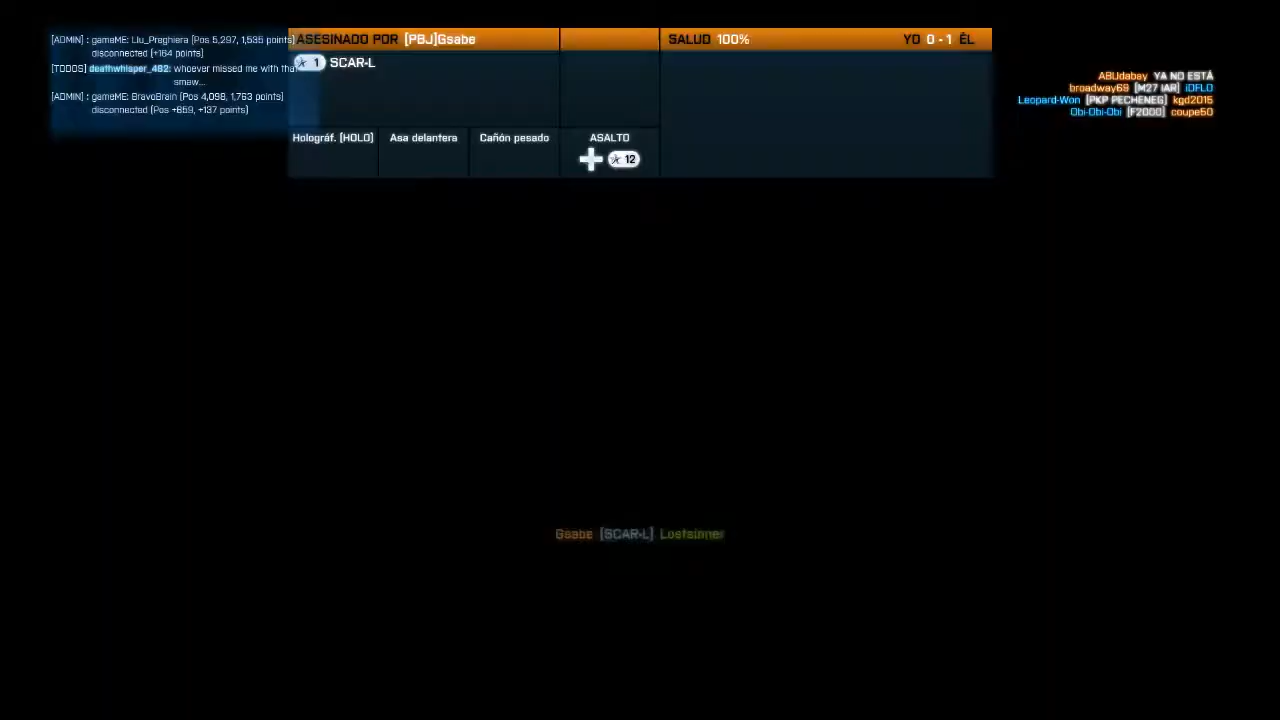 [ADMIN] : gameME: Llu_Preghiera (Pos 5,297, 1,535 points)
disconnected (+164 points)
[TODOS] deathwhisper_482: whoever missed me with that
smaw...
[ADMIN] : gameME: BravoBrain (Pos 4,098, 1,763 points)
disconnected (Pos +659, +137 points)
ASESINADO POR [PBJ]Gsabe
SALUD 100%
YO 0 - 1 ÉL
1 SCAR-L
Holográf. [HOLO]
Asa delantera
Cañón pesado
ASALTO
12
ABUdabay YA NO ESTÁ
broadway69 [M27 IAR] iDFLO
Leopard-Won [PKP PECHENEG] kgd2015
Obi-Obi-Obi [F2000] coupe50
Gsabe [SCAR-L] Lostsinner